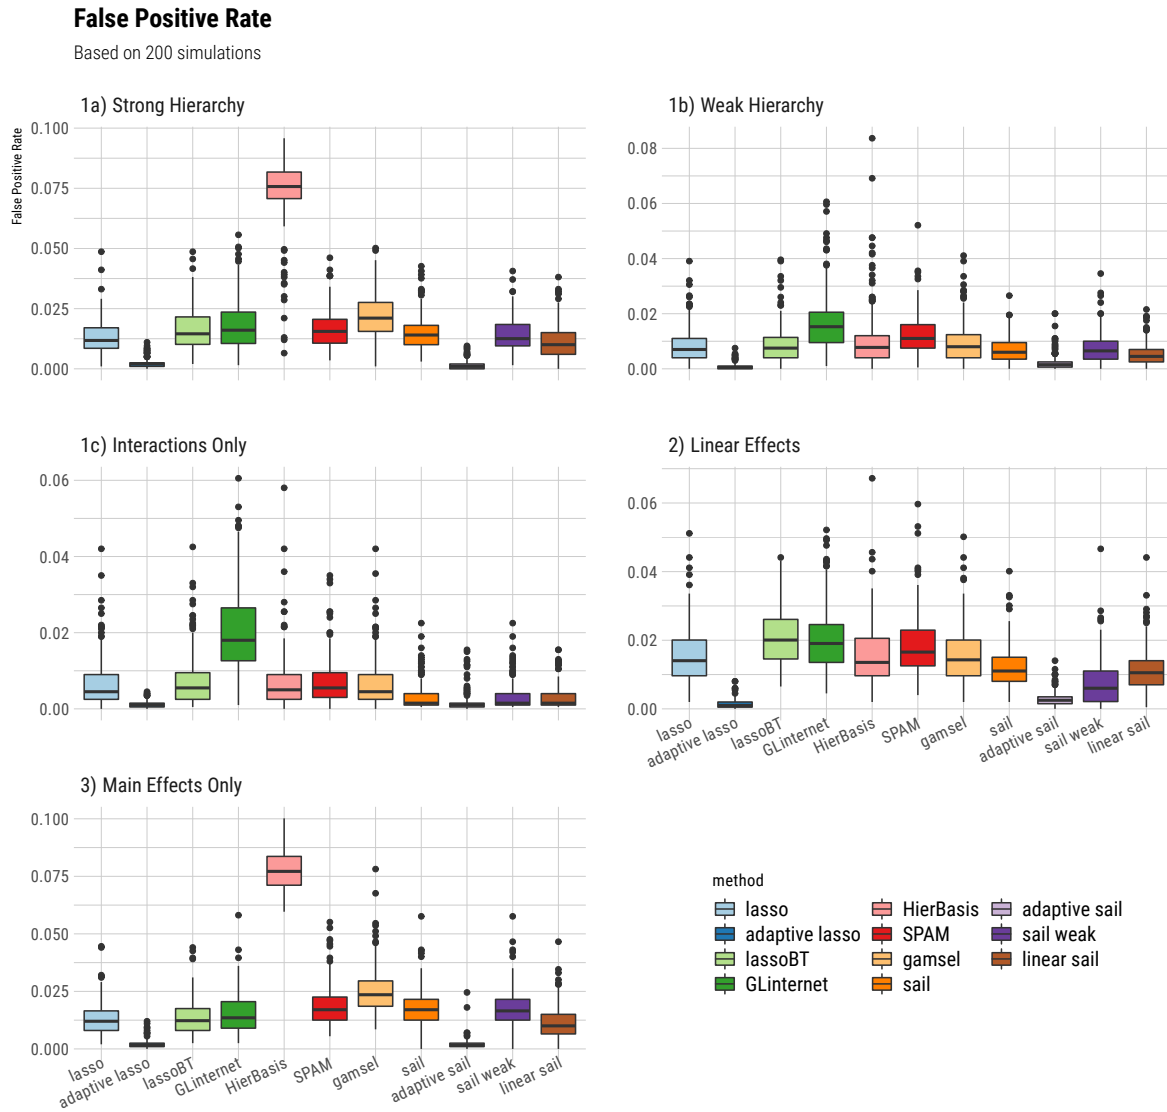 False Positive Rate
Based on 200 simulations
1a) Strong Hierarchy
False Positive Rate
0.100
0.075
0.050
0.025
0.000
1b) Weak Hierarchy
0.08
0.06
0.04
0.02
0.00
1c) Interactions Only
0.06
0.04
0.02
0.00
2) Linear Effects
0.06
0.04
0.02
0.00
lasso
adaptive lasso
lassoBT
GLinternet
HierBasis
SPAM
gamsel
sail
adaptive sail
sail weak
linear sail
3) Main Effects Only
0.100
0.075
0.050
0.025
0.000
lasso
adaptive lasso
lassoBT
GLinternet
HierBasis
SPAM
gamsel
sail
adaptive sail
sail weak
linear sail
method
lasso
adaptive lasso
lassoBT
GLinternet
HierBasis
SPAM
gamsel
sail
adaptive sail
sail weak
linear sail